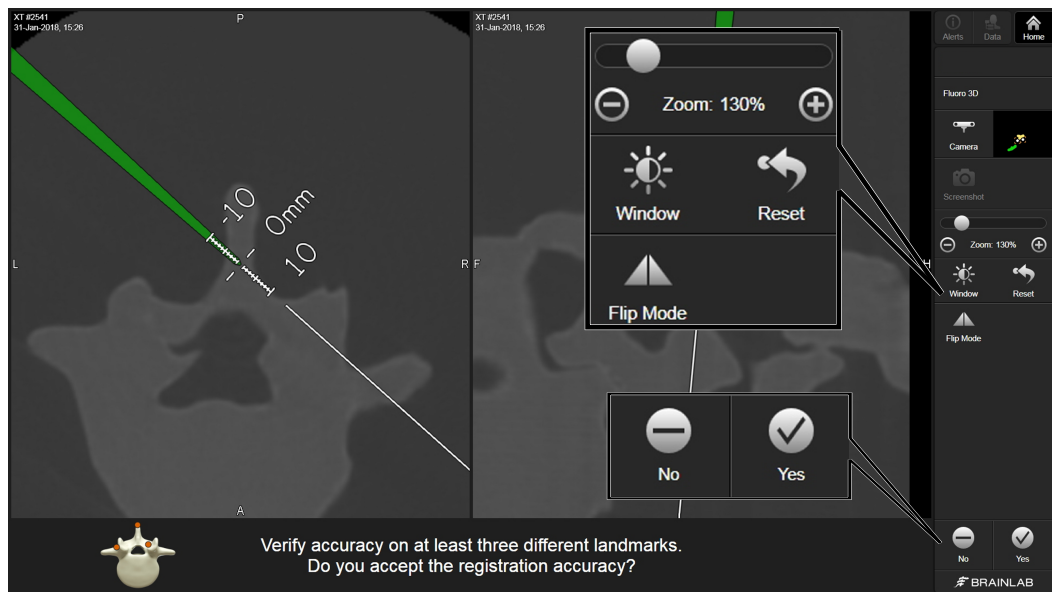 XT #2541
31-Jan-2018, 15:26
P
L
R
A
-10
0mm
10
XT #2541
31-Jan-2018, 15:26
F
H
Zoom: 130%
Window
Reset
Flip Mode
No
Yes
Alerts
Data
Home
Fluoro 3D
Camera
Screenshot
Zoom: 130%
Window
Reset
Flip Mode
No
Yes
BRAINLAB
Verify accuracy on at least three different landmarks.
Do you accept the registration accuracy?